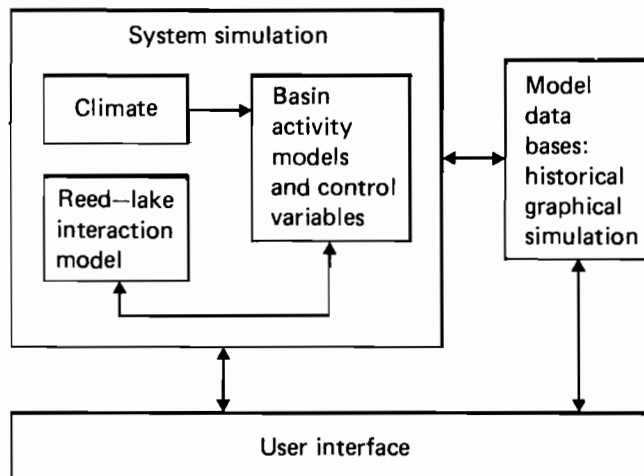 System simulation
Climate
Basin
activity
models
and control
variables
Reed—lake
interaction
model
Model
data
bases:
historical
graphical
simulation
User interface